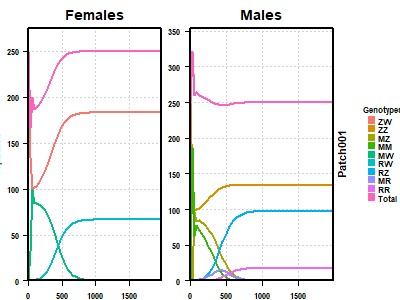 Females Males
250
200
150
100
50
0
0 500 1000 1500
350
300
250
200
150
100
50
0
0 500 1000 1500
Patch001
Genotypes
ZW
ZZ
MZ
MM
MW
RW
RZ
MR
RR
Total